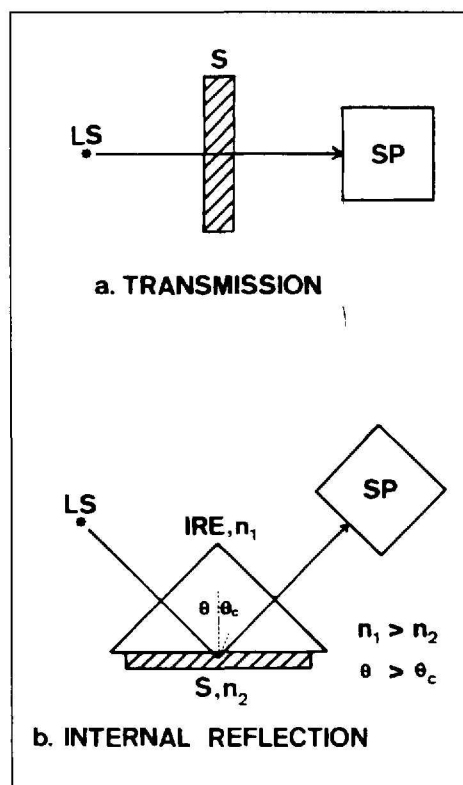 S
LS
SP
a. TRANSMISSION
LS
SP
IRE, n₁
θ θc
n₁ > n₂
θ > θc
S, n₂
b. INTERNAL REFLECTION